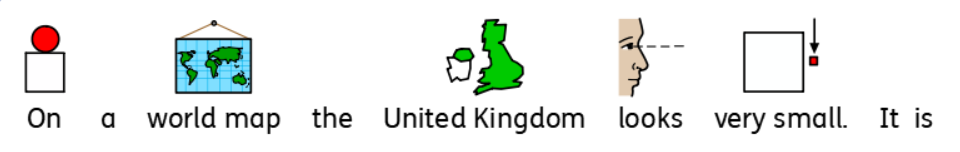 On a world map the United Kingdom looks very small. It is